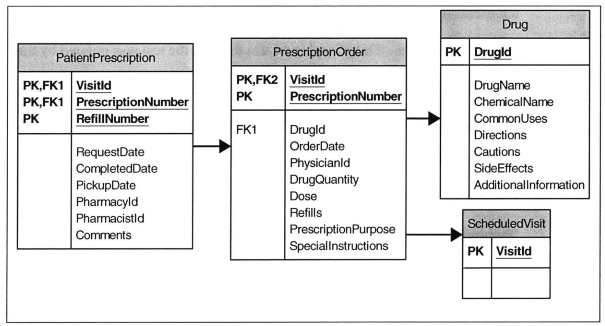 PatientPrescription
PK,FK1 VisitId
PK,FK1 PrescriptionNumber
PK RefillNumber
RequestDate
CompletedDate
PickupDate
PharmacyId
PharmacistId
Comments
PrescriptionOrder
PK,FK2 VisitId
PK PrescriptionNumber
FK1 DrugId
OrderDate
PhysicianId
DrugQuantity
Dose
Refills
PrescriptionPurpose
SpecialInstructions
Drug
PK DrugId
DrugName
ChemicalName
CommonUses
Directions
Cautions
SideEffects
AdditionalInformation
ScheduledVisit
PK VisitId